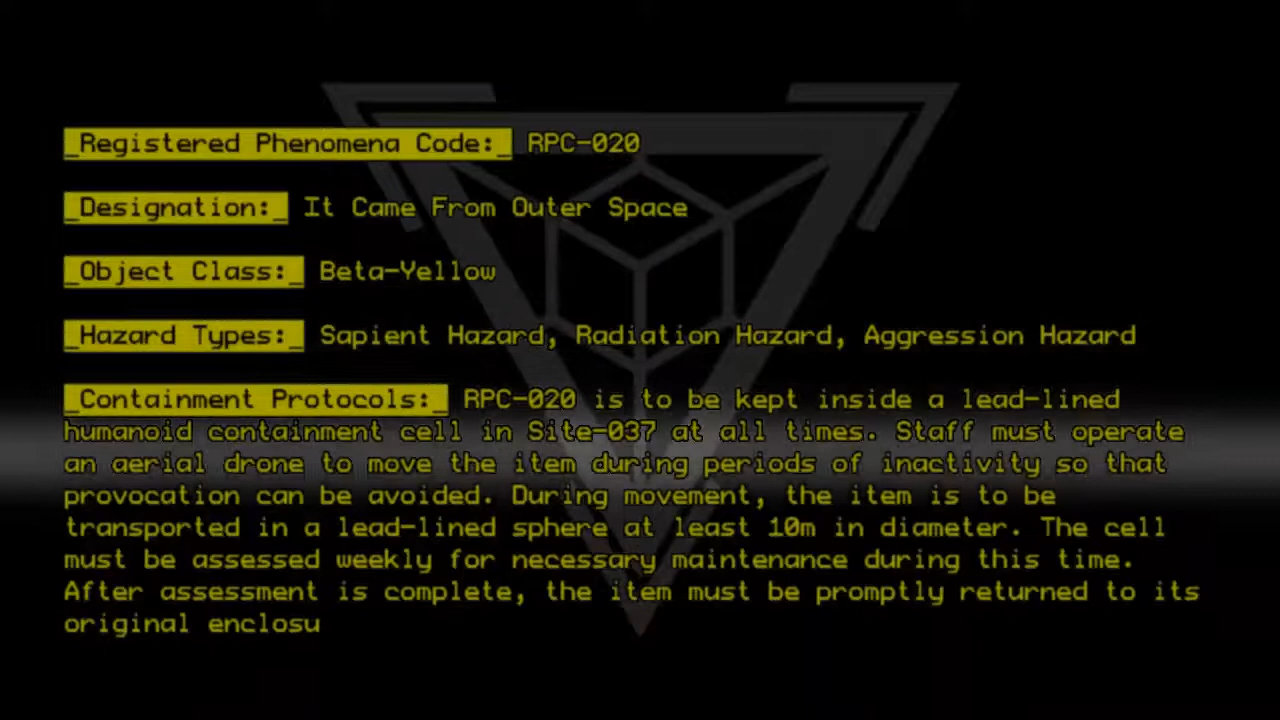 _Registered Phenomena Code:_ RPC-020
_Designation:_ It Came From Outer Space
_Object Class:_ Beta-Yellow
_Hazard Types:_ Sapient Hazard, Radiation Hazard, Aggression Hazard
_Containment Protocols:_ RPC-020 is to be kept inside a lead-lined
humanoid containment cell in Site-037 at all times. Staff must operate
an aerial drone to move the item during periods of inactivity so that
provocation can be avoided. During movement, the item is to be
transported in a lead-lined sphere at least 10m in diameter. The cell
must be assessed weekly for necessary maintenance during this time.
After assessment is complete, the item must be promptly returned to its
original enclosu